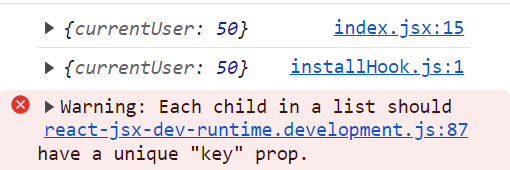 ▶ {currentUser: 50} index.jsx:15
▶ {currentUser: 50} installHook.js:1
▶ Warning: Each child in a list should
react-jsx-dev-runtime.development.js:87
have a unique "key" prop.